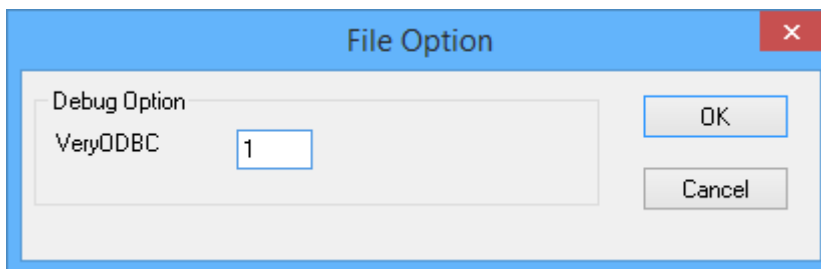 File Option
Debug Option
VeryODBC 1
OK
Cancel